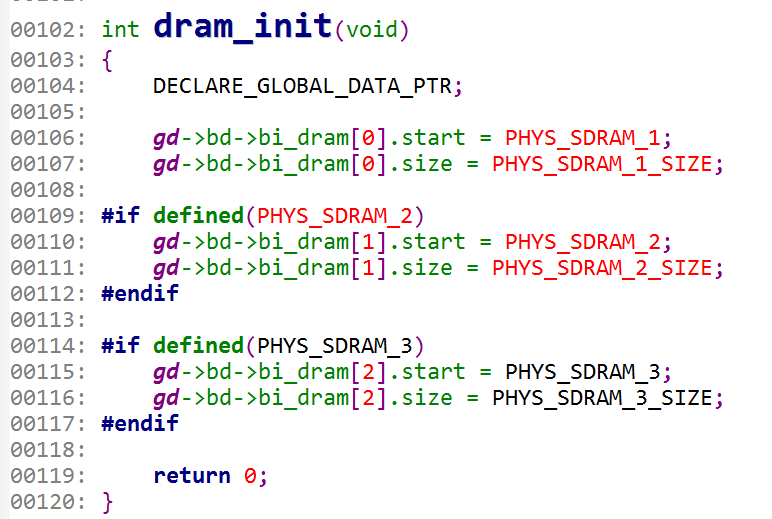 00102: int dram_init(void)
00103: {
00104:     DECLARE_GLOBAL_DATA_PTR;
00105:
00106:     gd->bd->bi_dram[0].start = PHYS_SDRAM_1;
00107:     gd->bd->bi_dram[0].size = PHYS_SDRAM_1_SIZE;
00108:
00109: #if defined(PHYS_SDRAM_2)
00110:     gd->bd->bi_dram[1].start = PHYS_SDRAM_2;
00111:     gd->bd->bi_dram[1].size = PHYS_SDRAM_2_SIZE;
00112: #endif
00113:
00114: #if defined(PHYS_SDRAM_3)
00115:     gd->bd->bi_dram[2].start = PHYS_SDRAM_3;
00116:     gd->bd->bi_dram[2].size = PHYS_SDRAM_3_SIZE;
00117: #endif
00118:
00119:     return 0;
00120: }